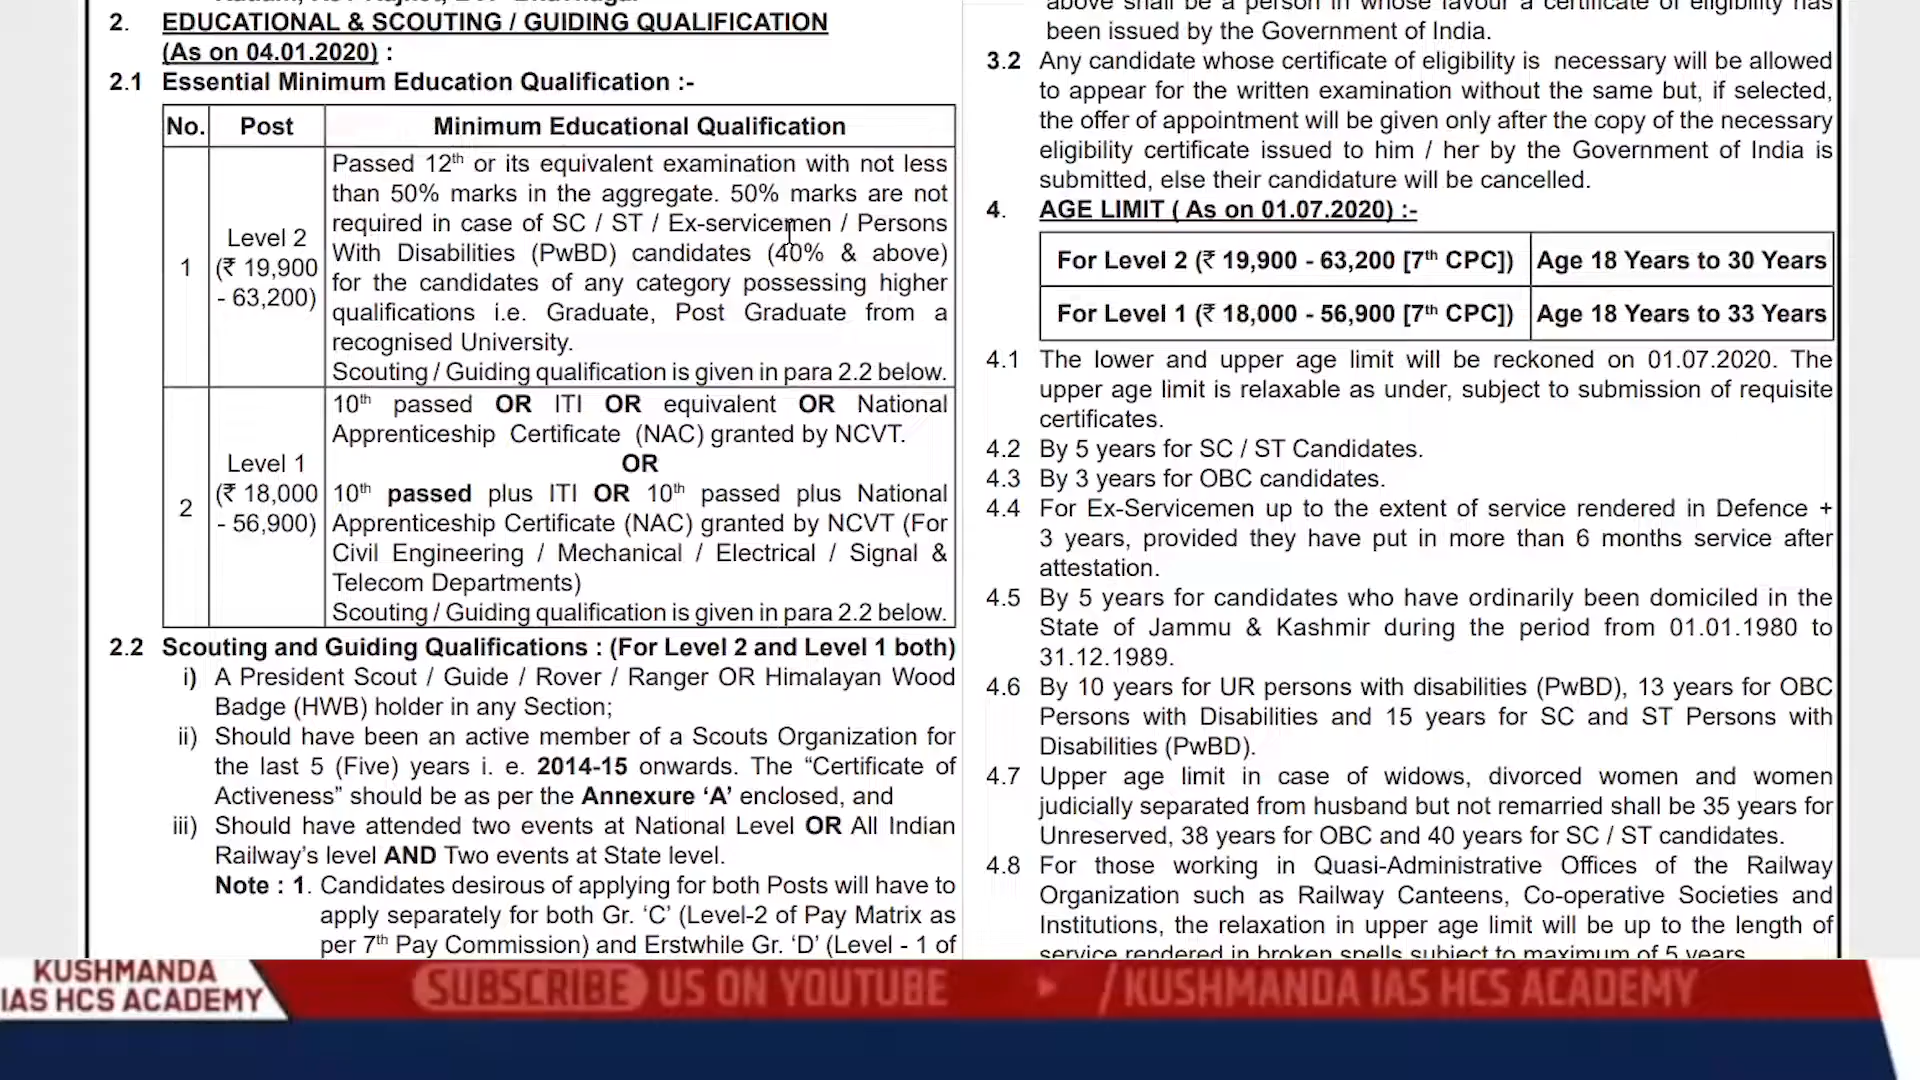 2. EDUCATIONAL & SCOUTING / GUIDING QUALIFICATION
(As on 04.01.2020) :
2.1 Essential Minimum Education Qualification :-
No. Post Minimum Educational Qualification
1
Level 2
(₹ 19,900
- 63,200)
Passed 12th or its equivalent examination with not less
than 50% marks in the aggregate. 50% marks are not
required in case of SC / ST / Ex-servicemen / Persons
With Disabilities (PwBD) candidates (40% & above)
for the candidates of any category possessing higher
qualifications i.e. Graduate, Post Graduate from a
recognised University.
Scouting / Guiding qualification is given in para 2.2 below.
2
Level 1
(₹ 18,000
- 56,900)
10th passed OR ITI OR equivalent OR National
Apprenticeship Certificate (NAC) granted by NCVT.
OR
10th passed plus ITI OR 10th passed plus National
Apprenticeship Certificate (NAC) granted by NCVT (For
Civil Engineering / Mechanical / Electrical / Signal &
Telecom Departments)
Scouting / Guiding qualification is given in para 2.2 below.
2.2 Scouting and Guiding Qualifications : (For Level 2 and Level 1 both)
i) A President Scout / Guide / Rover / Ranger OR Himalayan Wood
Badge (HWB) holder in any Section;
ii) Should have been an active member of a Scouts Organization for
the last 5 (Five) years i. e. 2014-15 onwards. The “Certificate of
Activeness” should be as per the Annexure ‘A’ enclosed, and
iii) Should have attended two events at National Level OR All Indian
Railway’s level AND Two events at State level.
Note : 1. Candidates desirous of applying for both Posts will have to
apply separately for both Gr. ‘C’ (Level-2 of Pay Matrix as
per 7th Pay Commission) and Erstwhile Gr. ‘D’ (Level - 1 of
above shall be a person in whose favour a certificate of eligibility has
been issued by the Government of India.
3.2 Any candidate whose certificate of eligibility is necessary will be allowed
to appear for the written examination without the same but, if selected,
the offer of appointment will be given only after the copy of the necessary
eligibility certificate issued to him / her by the Government of India is
submitted, else their candidature will be cancelled.
4. AGE LIMIT ( As on 01.07.2020) :-
For Level 2 (₹ 19,900 - 63,200 [7th CPC]) Age 18 Years to 30 Years
For Level 1 (₹ 18,000 - 56,900 [7th CPC]) Age 18 Years to 33 Years
4.1 The lower and upper age limit will be reckoned on 01.07.2020. The
upper age limit is relaxable as under, subject to submission of requisite
certificates.
4.2 By 5 years for SC / ST Candidates.
4.3 By 3 years for OBC candidates.
4.4 For Ex-Servicemen up to the extent of service rendered in Defence +
3 years, provided they have put in more than 6 months service after
attestation.
4.5 By 5 years for candidates who have ordinarily been domiciled in the
State of Jammu & Kashmir during the period from 01.01.1980 to
31.12.1989.
4.6 By 10 years for UR persons with disabilities (PwBD), 13 years for OBC
Persons with Disabilities and 15 years for SC and ST Persons with
Disabilities (PwBD).
4.7 Upper age limit in case of widows, divorced women and women
judicially separated from husband but not remarried shall be 35 years for
Unreserved, 38 years for OBC and 40 years for SC / ST candidates.
4.8 For those working in Quasi-Administrative Offices of the Railway
Organization such as Railway Canteens, Co-operative Societies and
Institutions, the relaxation in upper age limit will be up to the length of
service rendered in broken spells subject to maximum of 5 years
KUSHMANDA
IAS HCS ACADEMY
SUBSCRIBE US ON YOUTUBE
/KUSHMANDA IAS HCS ACADEMY